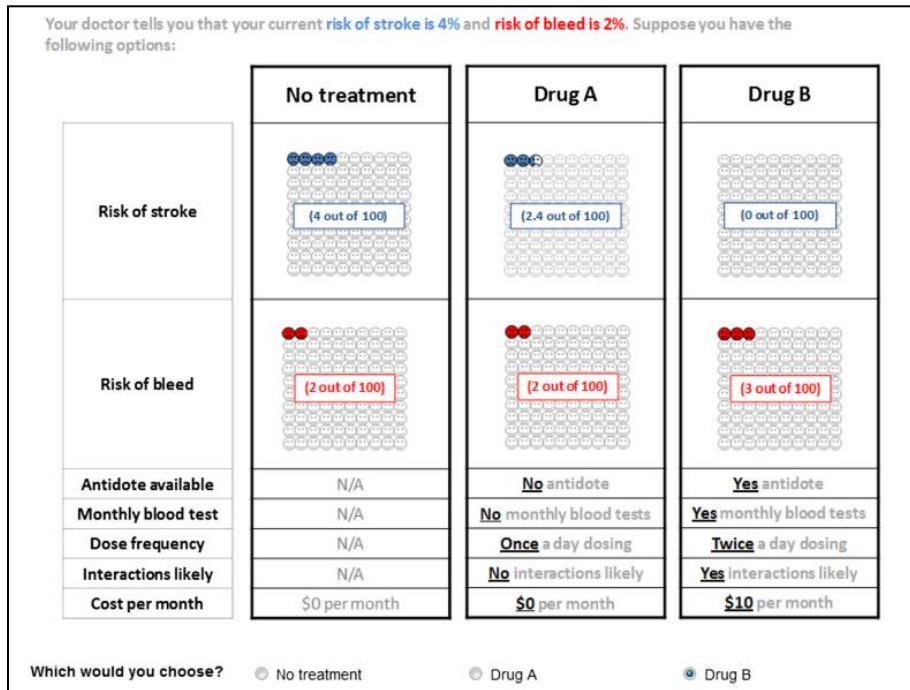 Your doctor tells you that your current risk of stroke is 4% and risk of bleed is 2%. Suppose you have the
following options:
No treatment Drug A Drug B
Risk of stroke (4 out of 100) (2.4 out of 100) (0 out of 100)
Risk of bleed (2 out of 100) (2 out of 100) (3 out of 100)
Antidote available N/A No antidote Yes antidote
Monthly blood test N/A No monthly blood tests Yes monthly blood tests
Dose frequency N/A Once a day dosing Twice a day dosing
Interactions likely N/A No interactions likely Yes interactions likely
Cost per month $0 per month $0 per month $10 per month
Which would you choose? No treatment Drug A Drug B